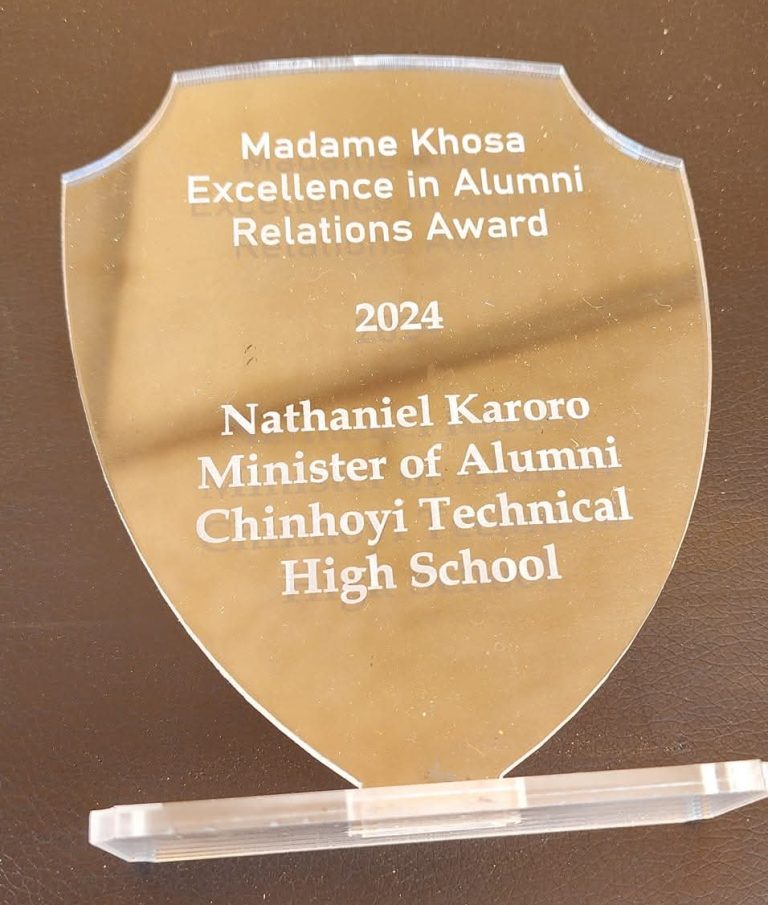 Madame Khosa
Excellence in Alumni
Relations Award
2024
Nathaniel Karoro
Minister of Alumni
Chinhoyi Technical
High School